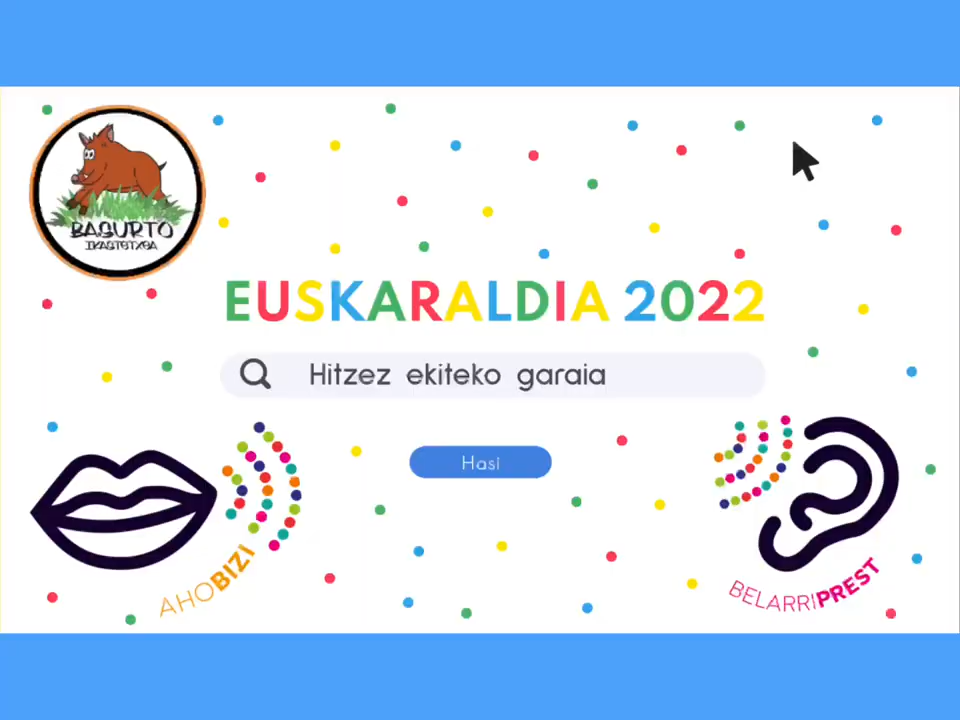 BASURTO
IKASTETXEA
EUSKARALDIA 2022
Hitzez ekiteko garaia
Hasi
AHOBIZI
BELARRIPREST